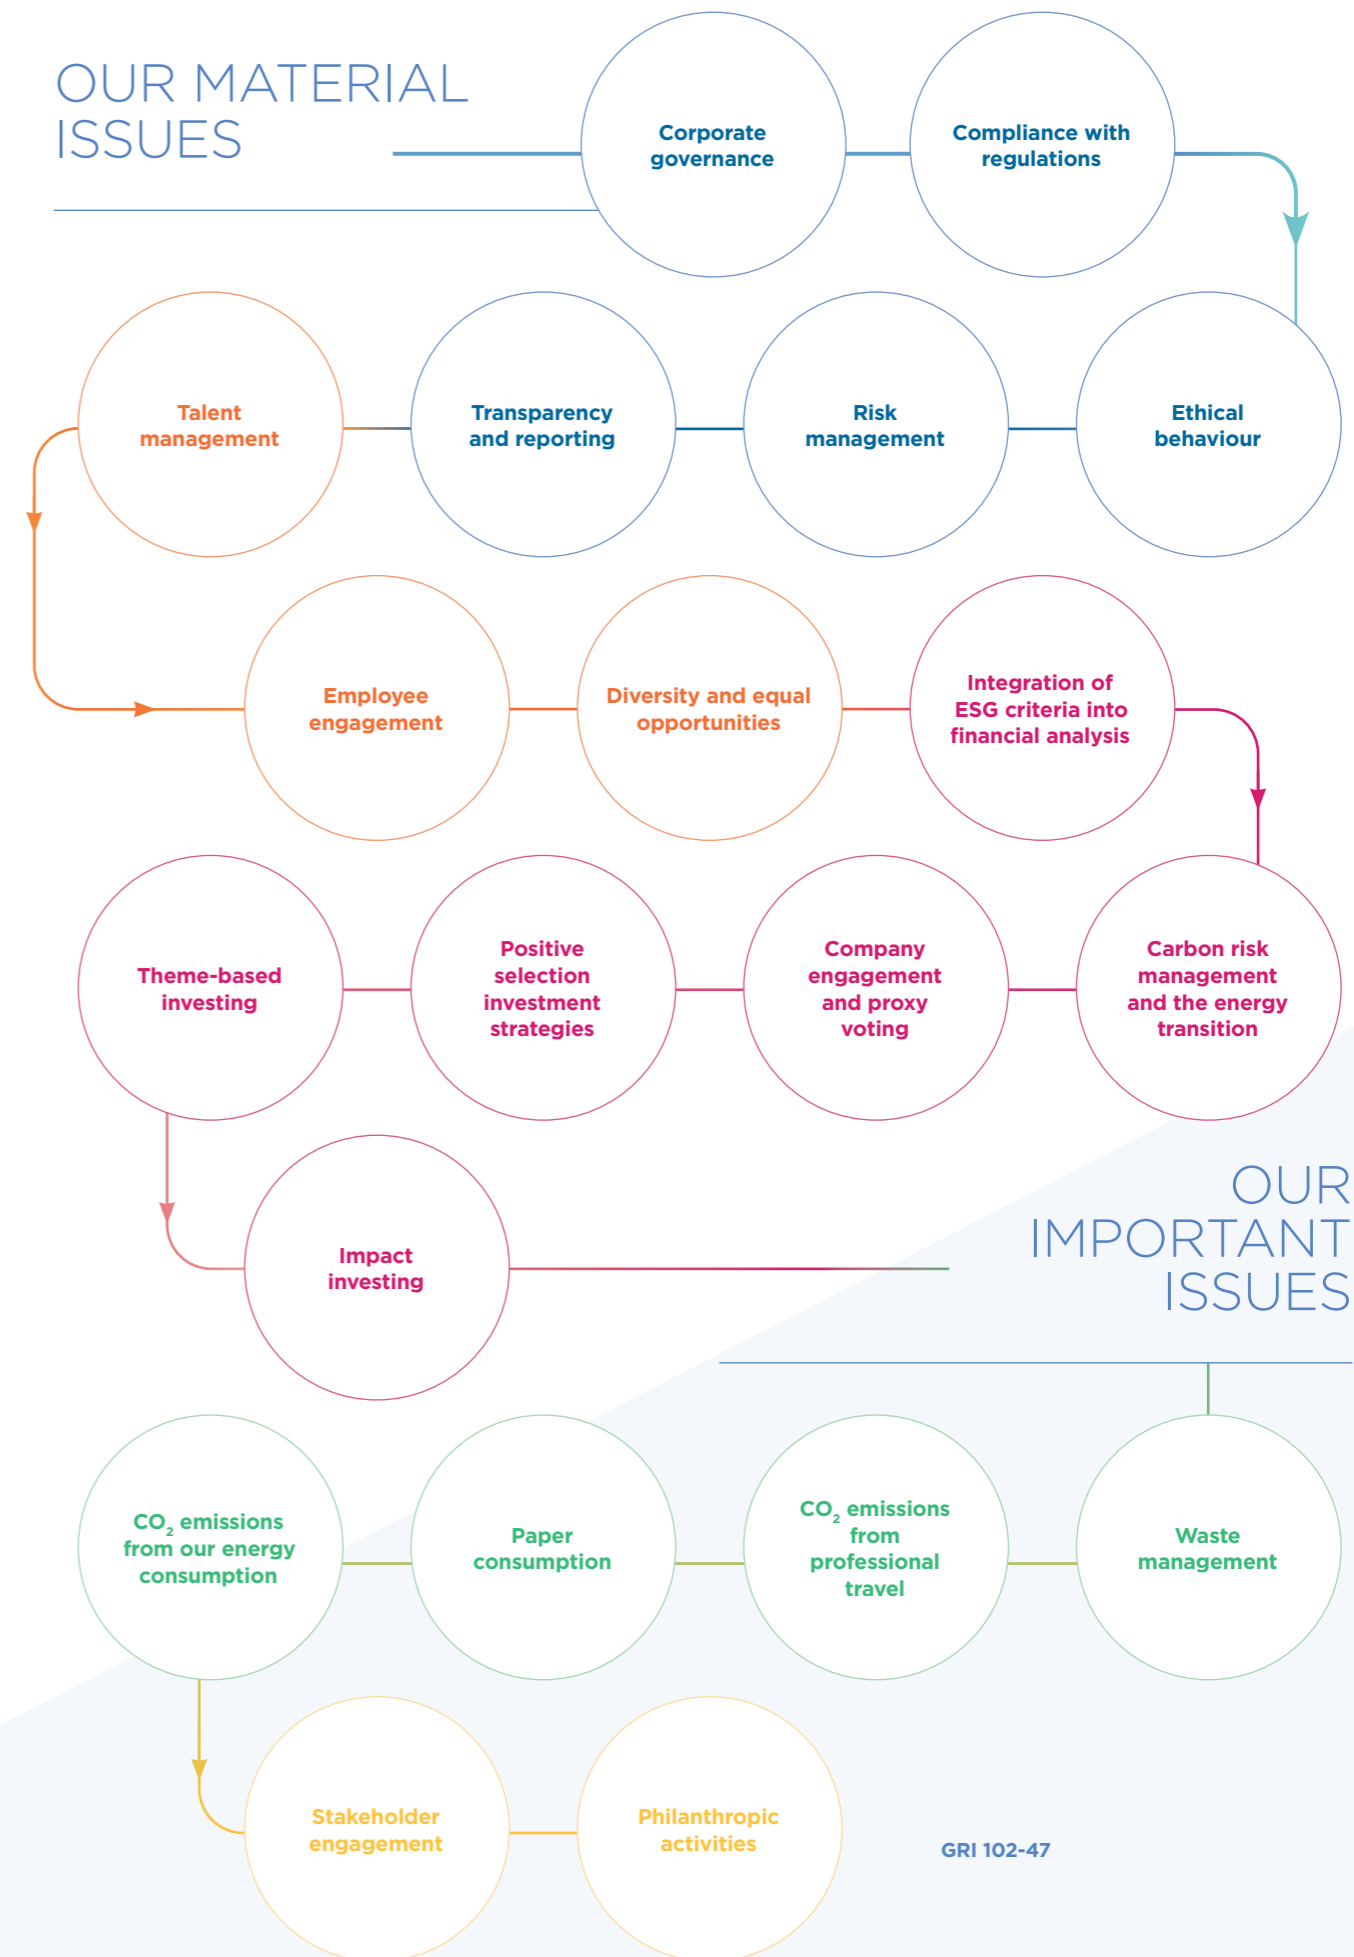 OUR MATERIAL
ISSUES
Corporate
governance
Compliance with
regulations
Talent
management
Transparency
and reporting
Risk
management
Ethical
behaviour
Employee
engagement
Diversity and equal
opportunities
Integration of
ESG criteria into
financial analysis
Theme-based
investing
Positive
selection
investment
strategies
Company
engagement
and proxy
voting
Carbon risk
management
and the energy
transition
Impact
investing
OUR
IMPORTANT
ISSUES
CO₂ emissions
from our energy
consumption
Paper
consumption
CO₂ emissions
from
professional
travel
Waste
management
Stakeholder
engagement
Philanthropic
activities
GRI 102-47